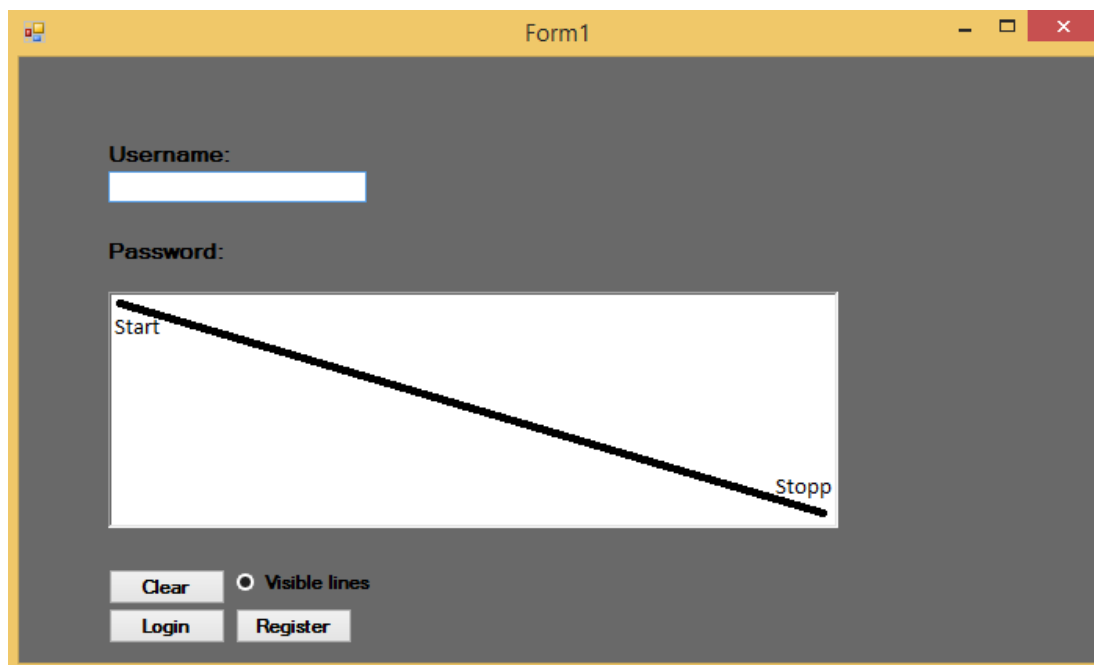 Form1
Username:
Password:
Start
Stopp
Clear
Visible lines
Login
Register